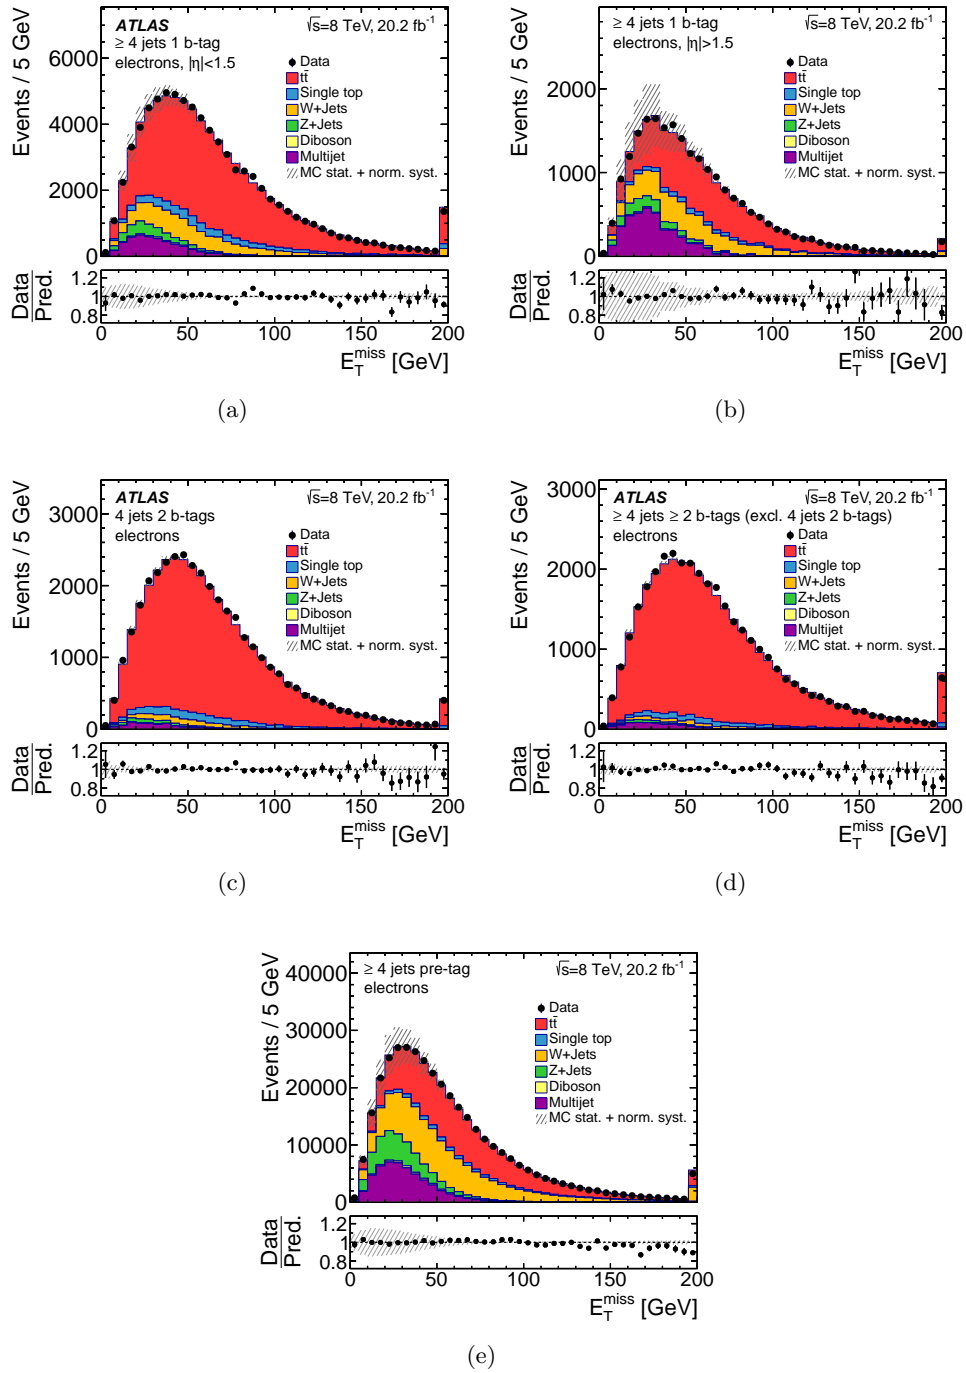 ATLAS √s=8 TeV, 20.2 fb⁻¹
≥ 4 jets 1 b-tag
electrons, |η|<1.5
Data
tt̄
Single top
W+Jets
Z+Jets
Diboson
Multijet
MC stat. + norm. syst.
Events / 5 GeV
6000
4000
2000
0
Data
Pred.
1.2
1
0.8
0 50 100 150 200
E_T^miss [GeV]
(a)
≥ 4 jets 1 b-tag √s=8 TeV, 20.2 fb⁻¹
electrons, |η|>1.5
Data
tt̄
Single top
W+Jets
Z+Jets
Diboson
Multijet
MC stat. + norm. syst.
Events / 5 GeV
2000
1000
0
Data
Pred.
1.2
1
0.8
0 50 100 150 200
E_T^miss [GeV]
(b)
ATLAS √s=8 TeV, 20.2 fb⁻¹
4 jets 2 b-tags
electrons
Data
tt̄
Single top
W+Jets
Z+Jets
Diboson
Multijet
MC stat. + norm. syst.
Events / 5 GeV
3000
2000
1000
0
Data
Pred.
1.2
1
0.8
0 50 100 150 200
E_T^miss [GeV]
(c)
ATLAS √s=8 TeV, 20.2 fb⁻¹
≥ 4 jets ≥ 2 b-tags (excl. 4 jets 2 b-tags)
electrons
Data
tt̄
Single top
W+Jets
Z+Jets
Diboson
Multijet
MC stat. + norm. syst.
Events / 5 GeV
3000
2000
1000
0
Data
Pred.
1.2
1
0.8
0 50 100 150 200
E_T^miss [GeV]
(d)
≥ 4 jets pre-tag √s=8 TeV, 20.2 fb⁻¹
electrons
Data
tt̄
Single top
W+Jets
Z+Jets
Diboson
Multijet
MC stat. + norm. syst.
Events / 5 GeV
40000
30000
20000
10000
0
Data
Pred.
1.2
1
0.8
0 50 100 150 200
E_T^miss [GeV]
(e)